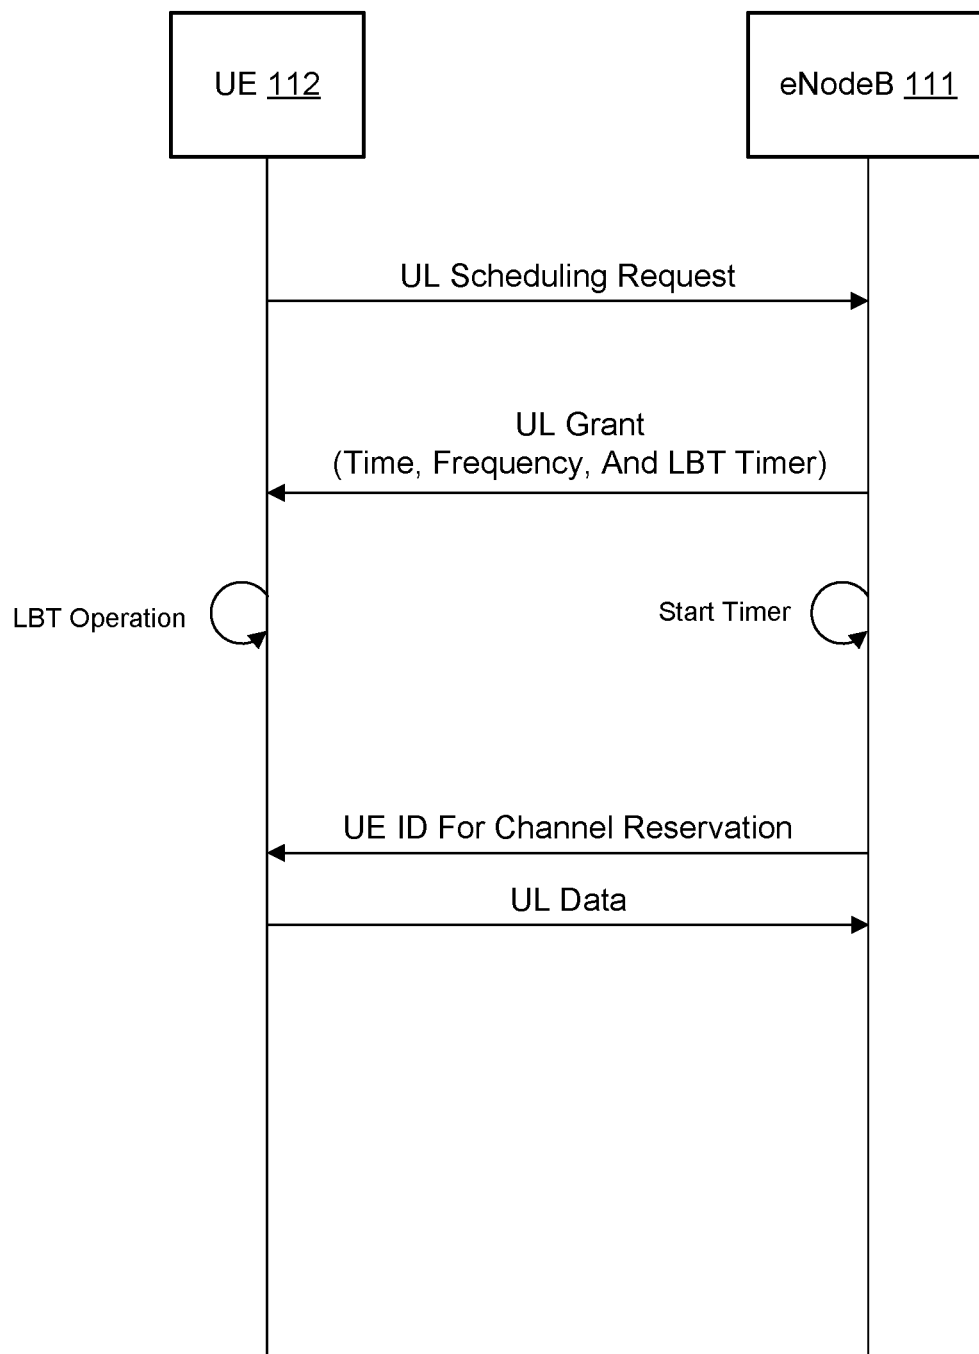 UE 112
eNodeB 111
UL Scheduling Request
UL Grant
(Time, Frequency, And LBT Timer)
LBT Operation
Start Timer
UE ID For Channel Reservation
UL Data